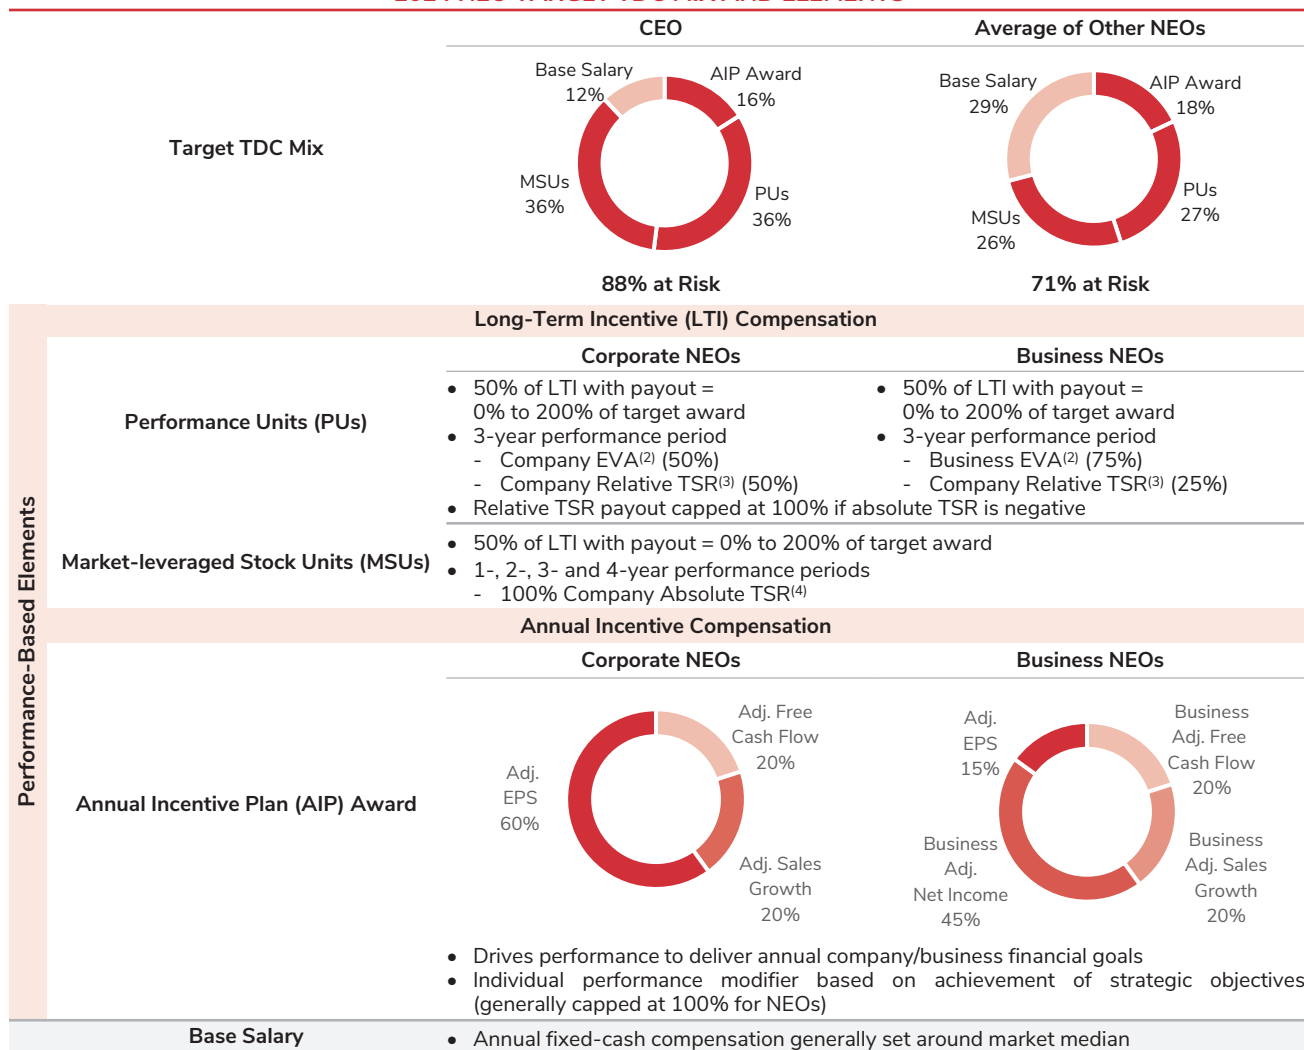 CEO
Average of Other NEOs
Target TDC Mix
Base Salary
12%
AIP Award
16%
MSUs
36%
PUs
36%
88% at Risk
Base Salary
29%
AIP Award
18%
MSUs
26%
PUs
27%
71% at Risk
Performance-Based Elements
Long-Term Incentive (LTI) Compensation
Corporate NEOs
Business NEOs
Performance Units (PUs)
• 50% of LTI with payout =
0% to 200% of target award
• 3-year performance period
- Company EVA(2) (50%)
- Company Relative TSR(3) (50%)
• 50% of LTI with payout =
0% to 200% of target award
• 3-year performance period
- Business EVA(2) (75%)
- Company Relative TSR(3) (25%)
• Relative TSR payout capped at 100% if absolute TSR is negative
Market-leveraged Stock Units (MSUs)
• 50% of LTI with payout = 0% to 200% of target award
• 1-, 2-, 3- and 4-year performance periods
- 100% Company Absolute TSR(4)
Annual Incentive Compensation
Corporate NEOs
Business NEOs
Annual Incentive Plan (AIP) Award
Adj.
EPS
60%
Adj. Free
Cash Flow
20%
Adj. Sales
Growth
20%
Adj.
EPS
15%
Business
Adj. Free
Cash Flow
20%
Business
Adj.
Net Income
45%
Business
Adj. Sales
Growth
20%
• Drives performance to deliver annual company/business financial goals
• Individual performance modifier based on achievement of strategic objectives
(generally capped at 100% for NEOs)
Base Salary
• Annual fixed-cash compensation generally set around market median